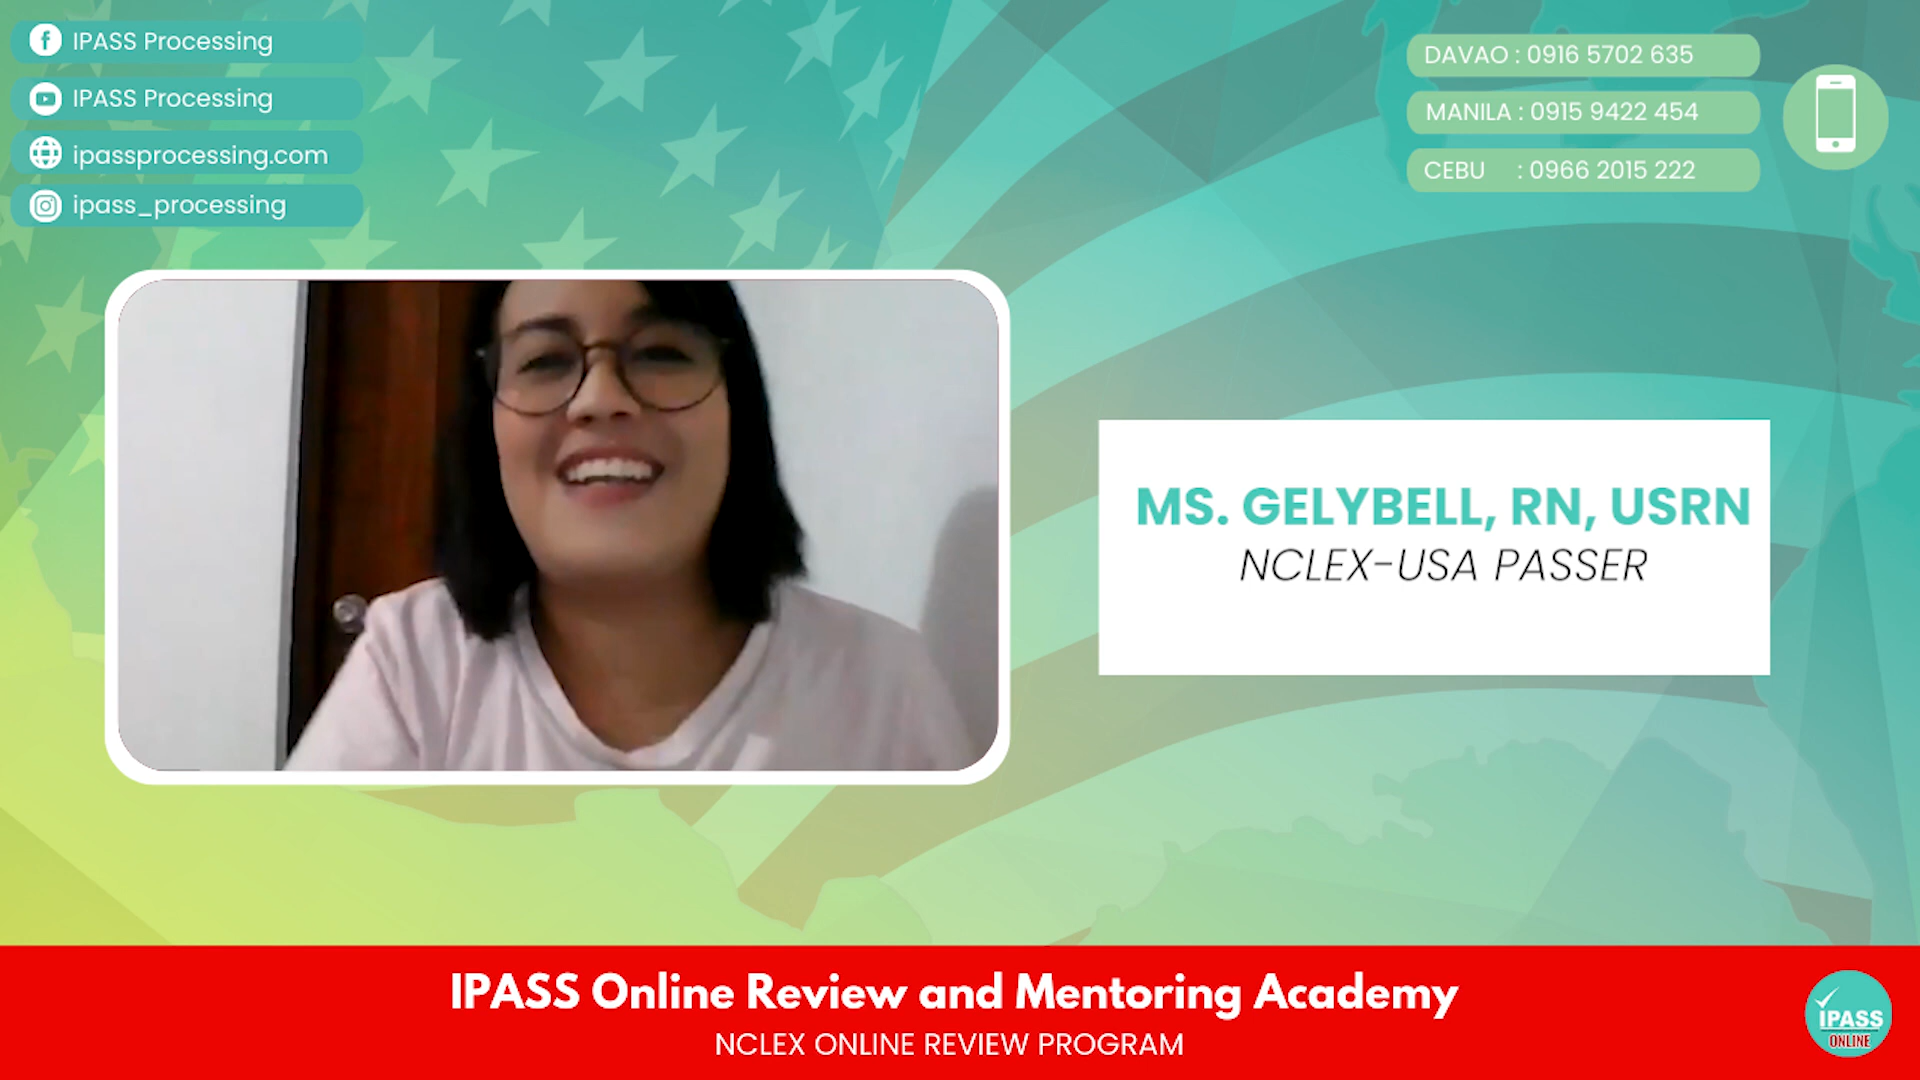 IPASS Processing
IPASS Processing
ipassprocessing.com
ipass_processing
DAVAO : 0916 5702 635
MANILA : 0915 9422 454
CEBU : 0966 2015 222
MS. GELYBELL, RN, USRN
NCLEX-USA PASSER
IPASS Online Review and Mentoring Academy
NCLEX ONLINE REVIEW PROGRAM
iPASS
ONLINE